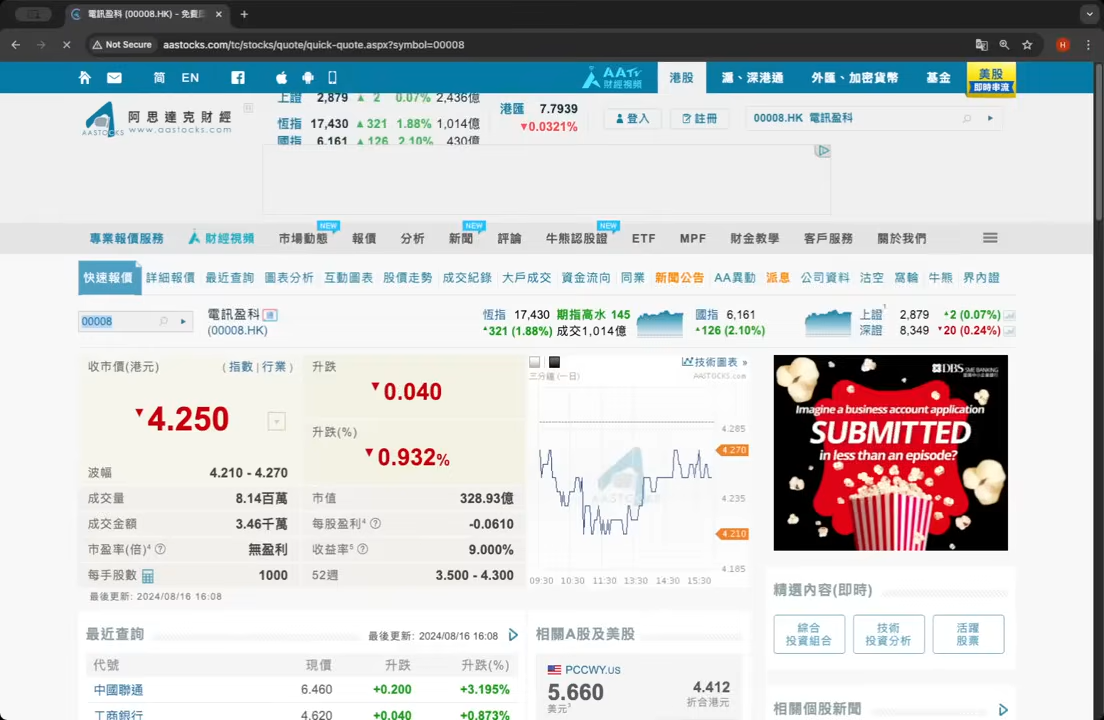 電訊盈科 (00008.HK) - 免費
Not Secure
aastocks.com/tc/stocks/quote/quick-quote.aspx?symbol=00008
H
简 EN
AATV 財經視頻
港股 滬、深港通 外匯、加密貨幣 基金
美股 即時串流
AASTOCKS 阿思達克財經
www.aastocks.com
上證 2,879 ▲ 2 0.07% 2,436億
恆指 17,430 ▲321 1.88% 1,014億
國指 6,161 ▲126 2.10% 430億
港匯 7.7939
▼0.0321%
登入
註冊
00008.HK 電訊盈科
NEW NEW NEW
專業報價服務 財經視頻 市場動態 報價 分析 新聞 評論 牛熊認股證 ETF MPF 財金教學 客戶服務 關於我們
快速報價 詳細報價 最近查詢 圖表分析 互動圖表 股價走勢 成交紀錄 大戶成交 資金流向 同業 新聞公告 AA異動 派息 公司資料 沽空 窩輪 牛熊 界內證
00008
電訊盈科
(00008.HK)
恆指 17,430 期指高水 145
▲321 (1.88%) 成交1,014億
國指 6,161
▲126 (2.10%)
上證1 2,879 ▲2 (0.07%)
深證 8,349 ▼20 (0.24%)
收市價(港元) ( 指數 | 行業 )
▼4.250
波幅 4.210 - 4.270
升跌
▼0.040
升跌(%)
▼0.932%
成交量 8.14百萬 市值 328.93億
成交金額 3.46千萬 每股盈利4 -0.0610
市盈率(倍)4 無盈利 收益率5 9.000%
每手股數 1000 52週 3.500 - 4.300
最後更新: 2024/08/16 16:08
技術圖表 »
三分鐘 (一日) AASTOCKS.com
AASTOCKS
4.285
4.270
4.235
4.210
4.185
09:30 10:30 11:30 13:30 14:30 15:30
DBS SME BANKING
Imagine a business account application
SUBMITTED
in less than an episode?
精選內容(即時)
綜合
投資組合
技術
投資分析
活躍
股票
相關個股新聞
最近查詢 最後更新: 2024/08/16 16:08
代號 現價 升跌 升跌(%)
中國聯通 6.460 +0.200 +3.195%
工商銀行 4.620 +0.040 +0.873%
相關A股及美股
PCCWY.US
5.660
美元3
4.412
折合港元